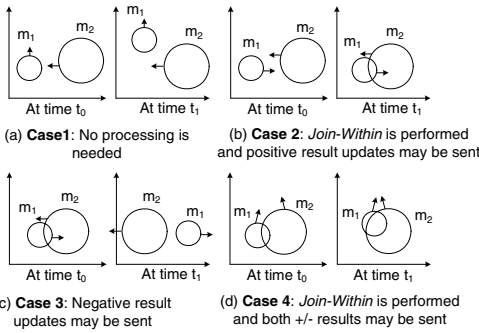 m1
m2
At time t0
m1
m2
At time t1
(a) Case1: No processing is
needed
m1
m2
At time t0
m1
m2
At time t1
(b) Case 2: Join-Within is performed
and positive result updates may be sent
m1
m2
At time t0
m2
m1
At time t1
c) Case 3: Negative result
updates may be sent
m1
m2
At time t0
m1
m2
At time t1
(d) Case 4: Join-Within is performed
and both +/- results may be sent